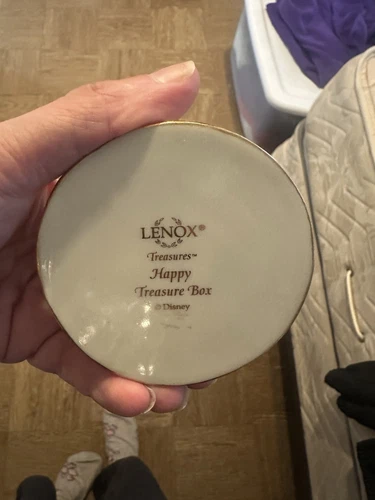 LENOX®
Treasures™
Happy
Treasure Box
© Disney